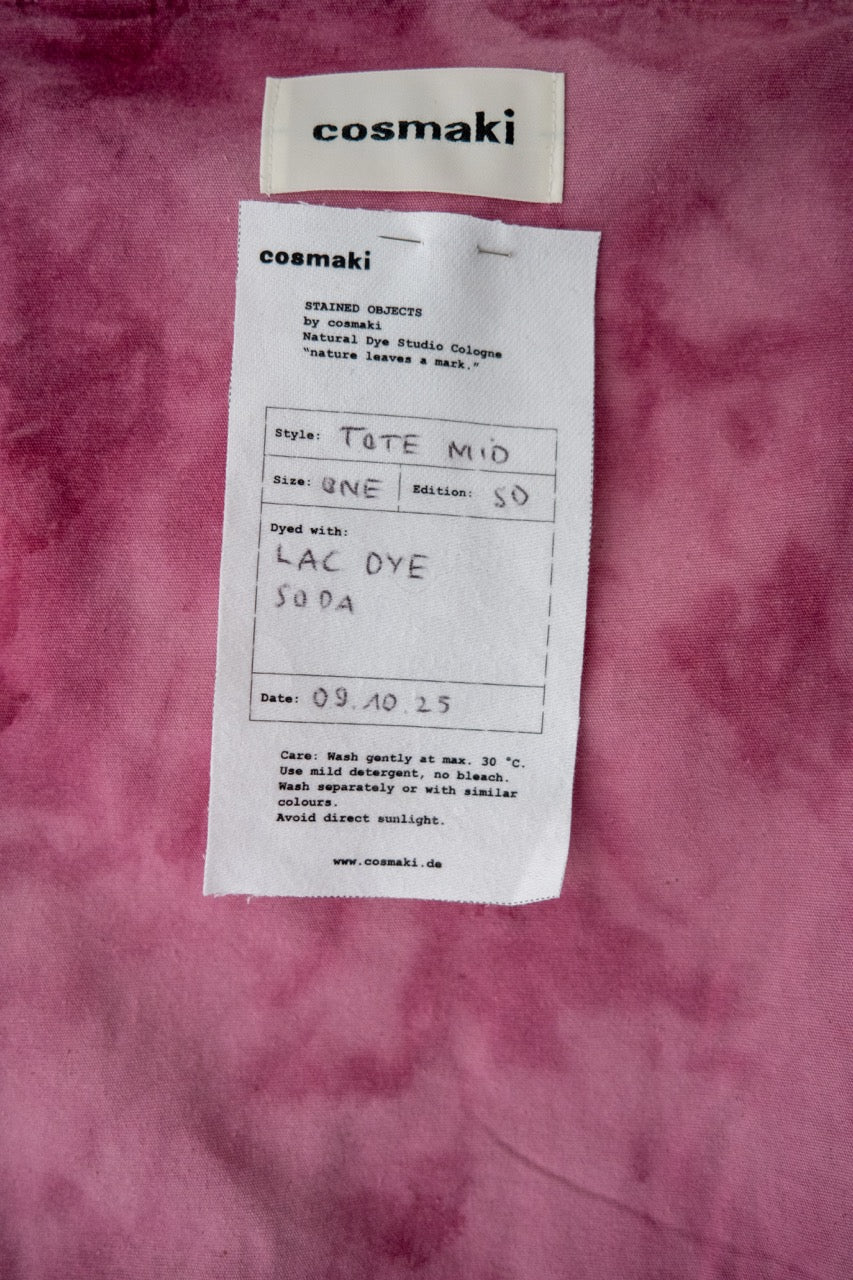 cosmaki
cosmaki
STAINED OBJECTS
by cosmaki
Natural Dye Studio Cologne
“nature leaves a mark.”
Style: TOTE MID
Size: ONE Edition: SO
Dyed with:
LAC DYE
SODA
Date: 09.10.25
Care: Wash gently at max. 30 °C.
Use mild detergent, no bleach.
Wash separately or with similar
colours.
Avoid direct sunlight.
www.cosmaki.de